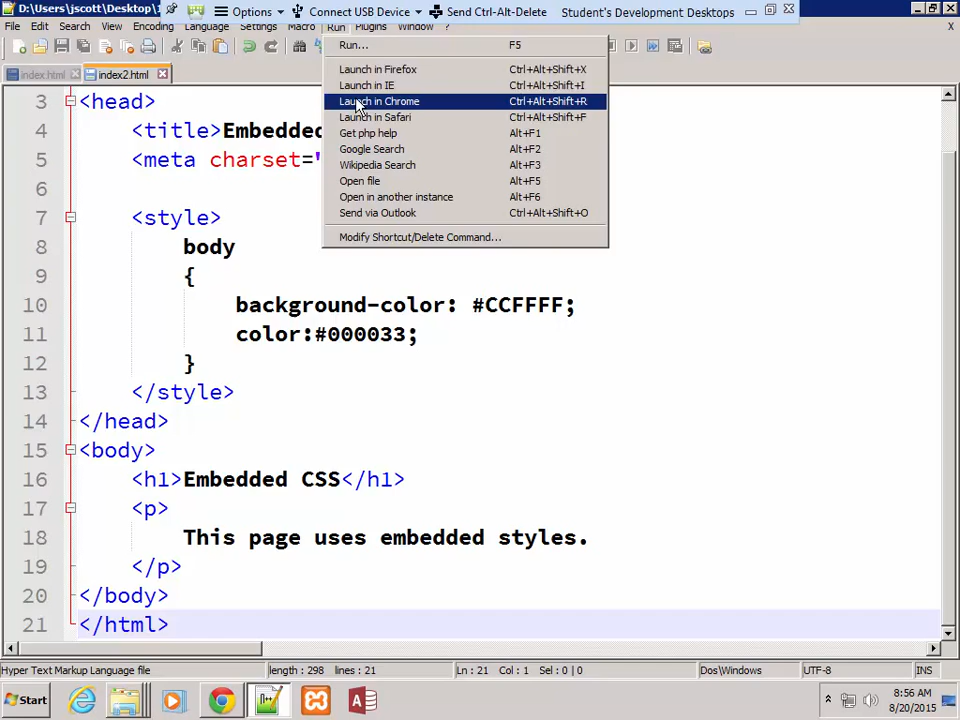 D:\Users\jscott\Desktop\1
Options
Connect USB Device
Send Ctrl-Alt-Delete
Student's Development Desktops
File Edit Search View Encoding Language Settings Macro Run Plugins Window ?
index.html
index2.html
Run... F5
Launch in Firefox Ctrl+Alt+Shift+X
Launch in IE Ctrl+Alt+Shift+I
Launch in Chrome Ctrl+Alt+Shift+R
Launch in Safari Ctrl+Alt+Shift+F
Get php help Alt+F1
Google Search Alt+F2
Wikipedia Search Alt+F3
Open file Alt+F5
Open in another instance Alt+F6
Send via Outlook Ctrl+Alt+Shift+O
Modify Shortcut/Delete Command...
3 <head>
4 <title>Embedded
5 <meta charset="
6
7 <style>
8 body
9 {
10 background-color: #CCFFFF;
11 color:#000033;
12 }
13 </style>
14 </head>
15 <body>
16 <h1>Embedded CSS</h1>
17 <p>
18 This page uses embedded styles.
19 </p>
20 </body>
21 </html>
Hyper Text Markup Language file length : 298 lines : 21 Ln : 21 Col : 1 Sel : 0 | 0 Dos\Windows UTF-8 INS
Start
8:56 AM
8/20/2015